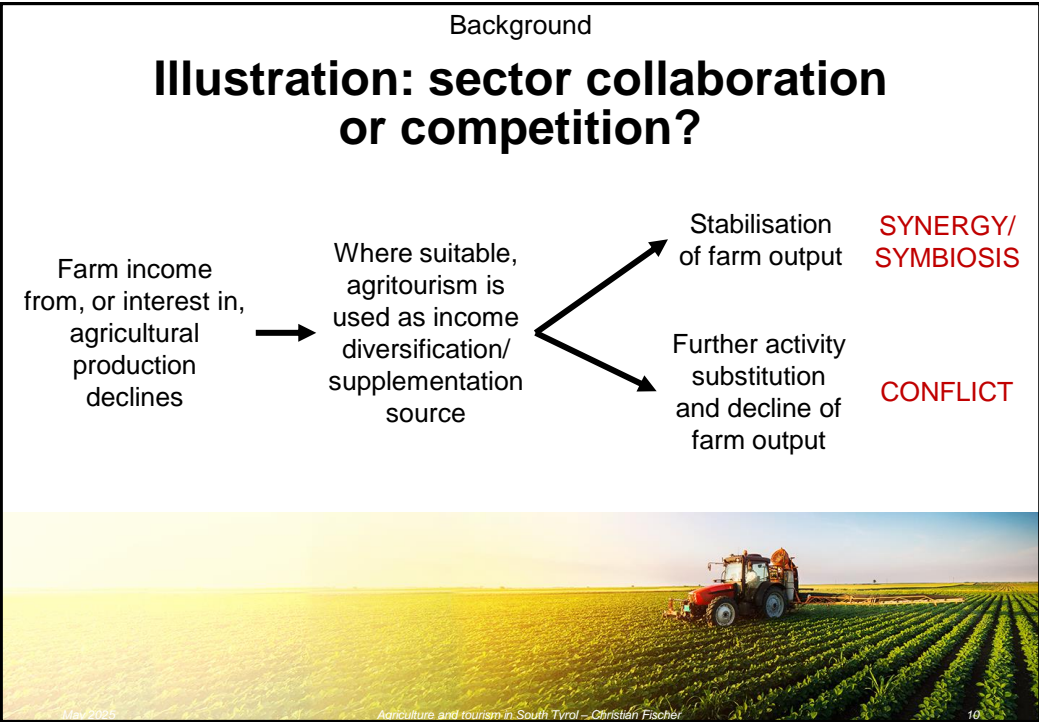 Background
Illustration: sector collaboration
or competition?
Farm income
from, or interest in,
agricultural
production
declines
Where suitable,
agritourism is
used as income
diversification/
supplementation
source
Stabilisation
of farm output
SYNERGY/
SYMBIOSIS
Further activity
substitution
and decline of
farm output
CONFLICT
May 2025
Agriculture and tourism in South Tyrol – Christian Fischer
10